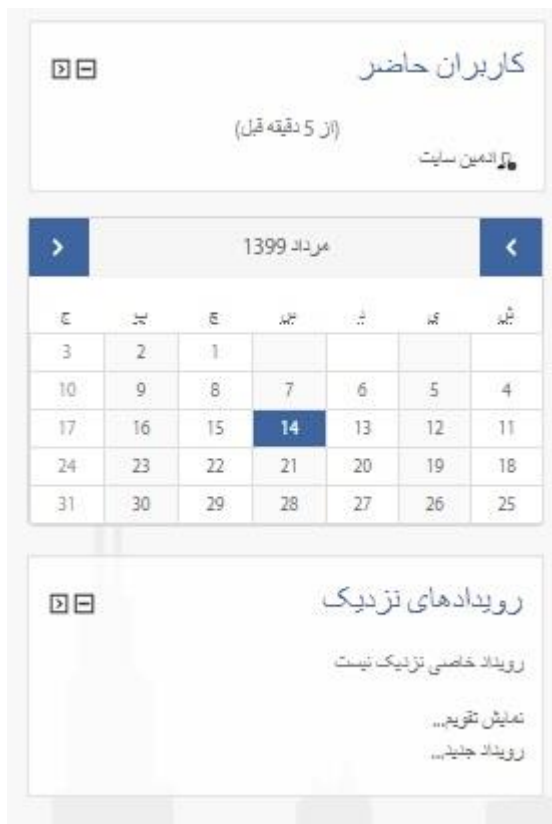 کاربران حاضر
(از 5 دقیقه قبل)
ادمین سایت
مرداد 1399
ش ی د س چ پ ج
1 2 3
4 5 6 7 8 9 10
11 12 13 14 15 16 17
18 19 20 21 22 23 24
25 26 27 28 29 30 31
رویدادهای نزدیک
رویداد خاصی نزدیک نیست
نمایش تقویم...
رویداد جدید...